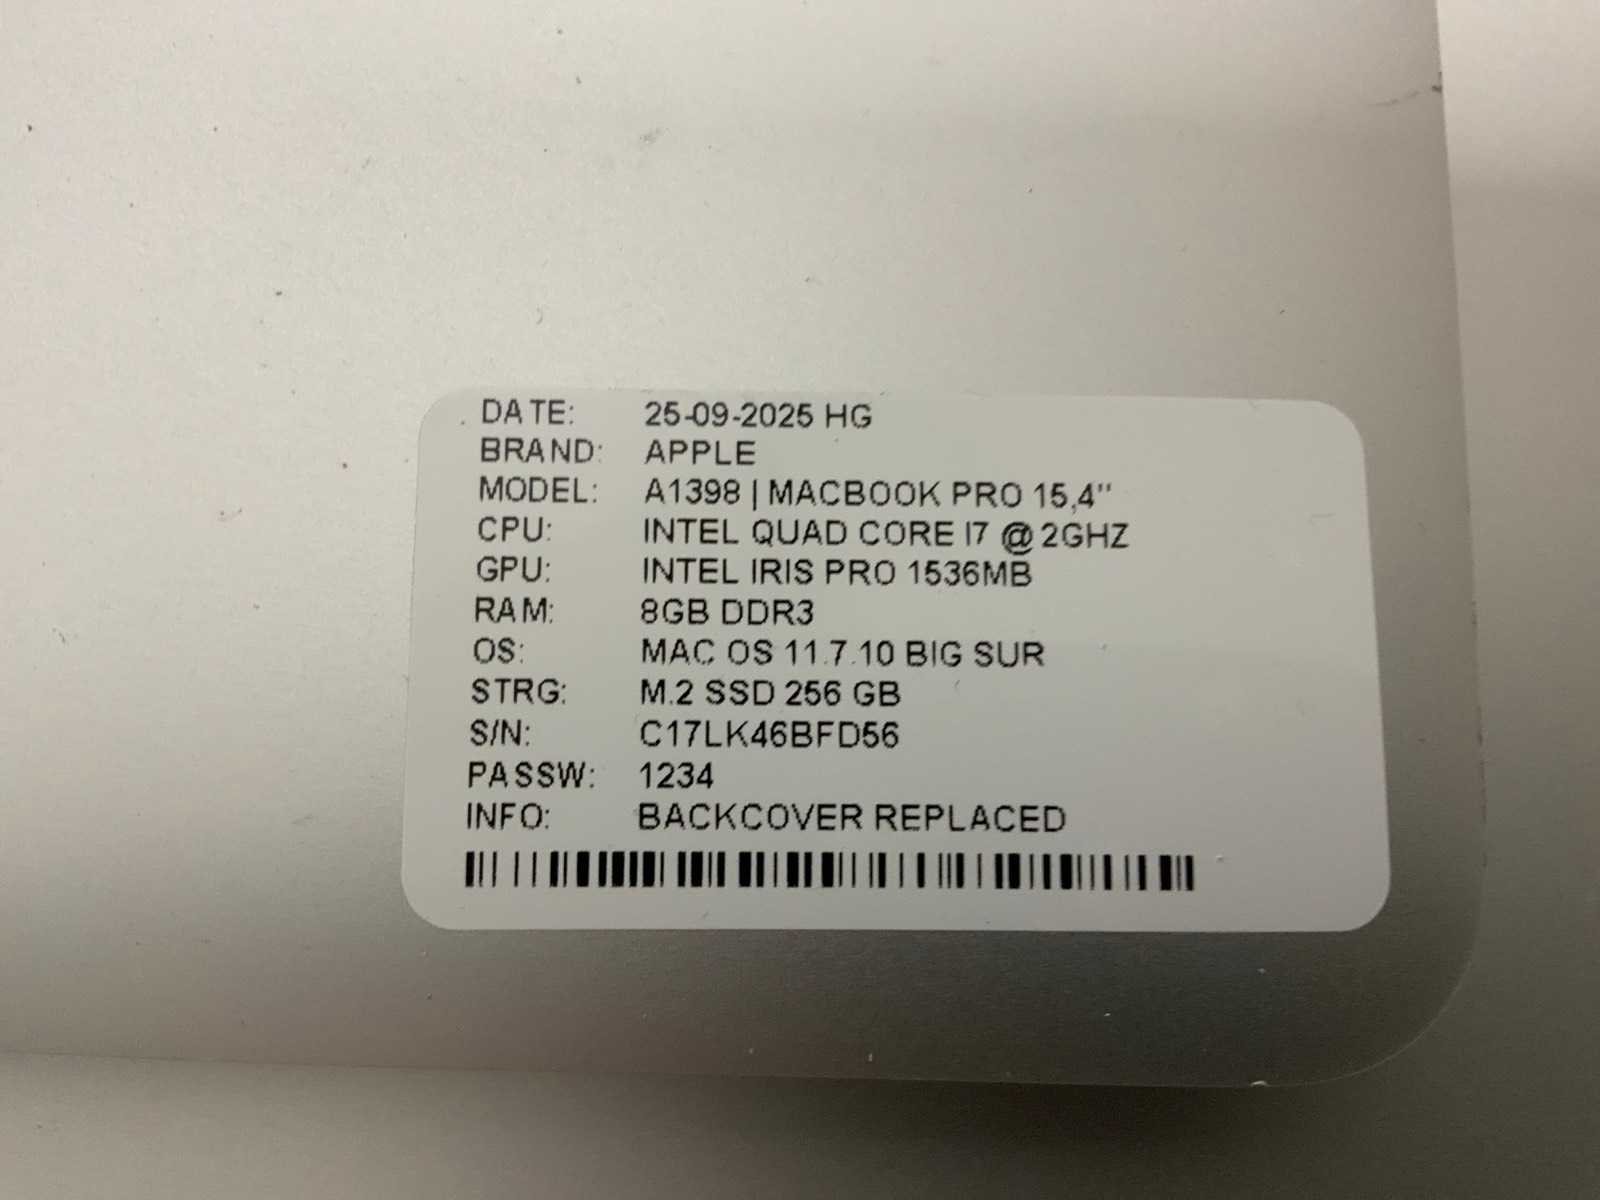 DATE: 25-09-2025 HG
BRAND: APPLE
MODEL: A1398 | MACBOOK PRO 15,4"
CPU: INTEL QUAD CORE I7 @ 2GHZ
GPU: INTEL IRIS PRO 1536MB
RAM: 8GB DDR3
OS: MAC OS 11.7.10 BIG SUR
STRG: M.2 SSD 256 GB
S/N: C17LK46BFD56
PASSW: 1234
INFO: BACKCOVER REPLACED